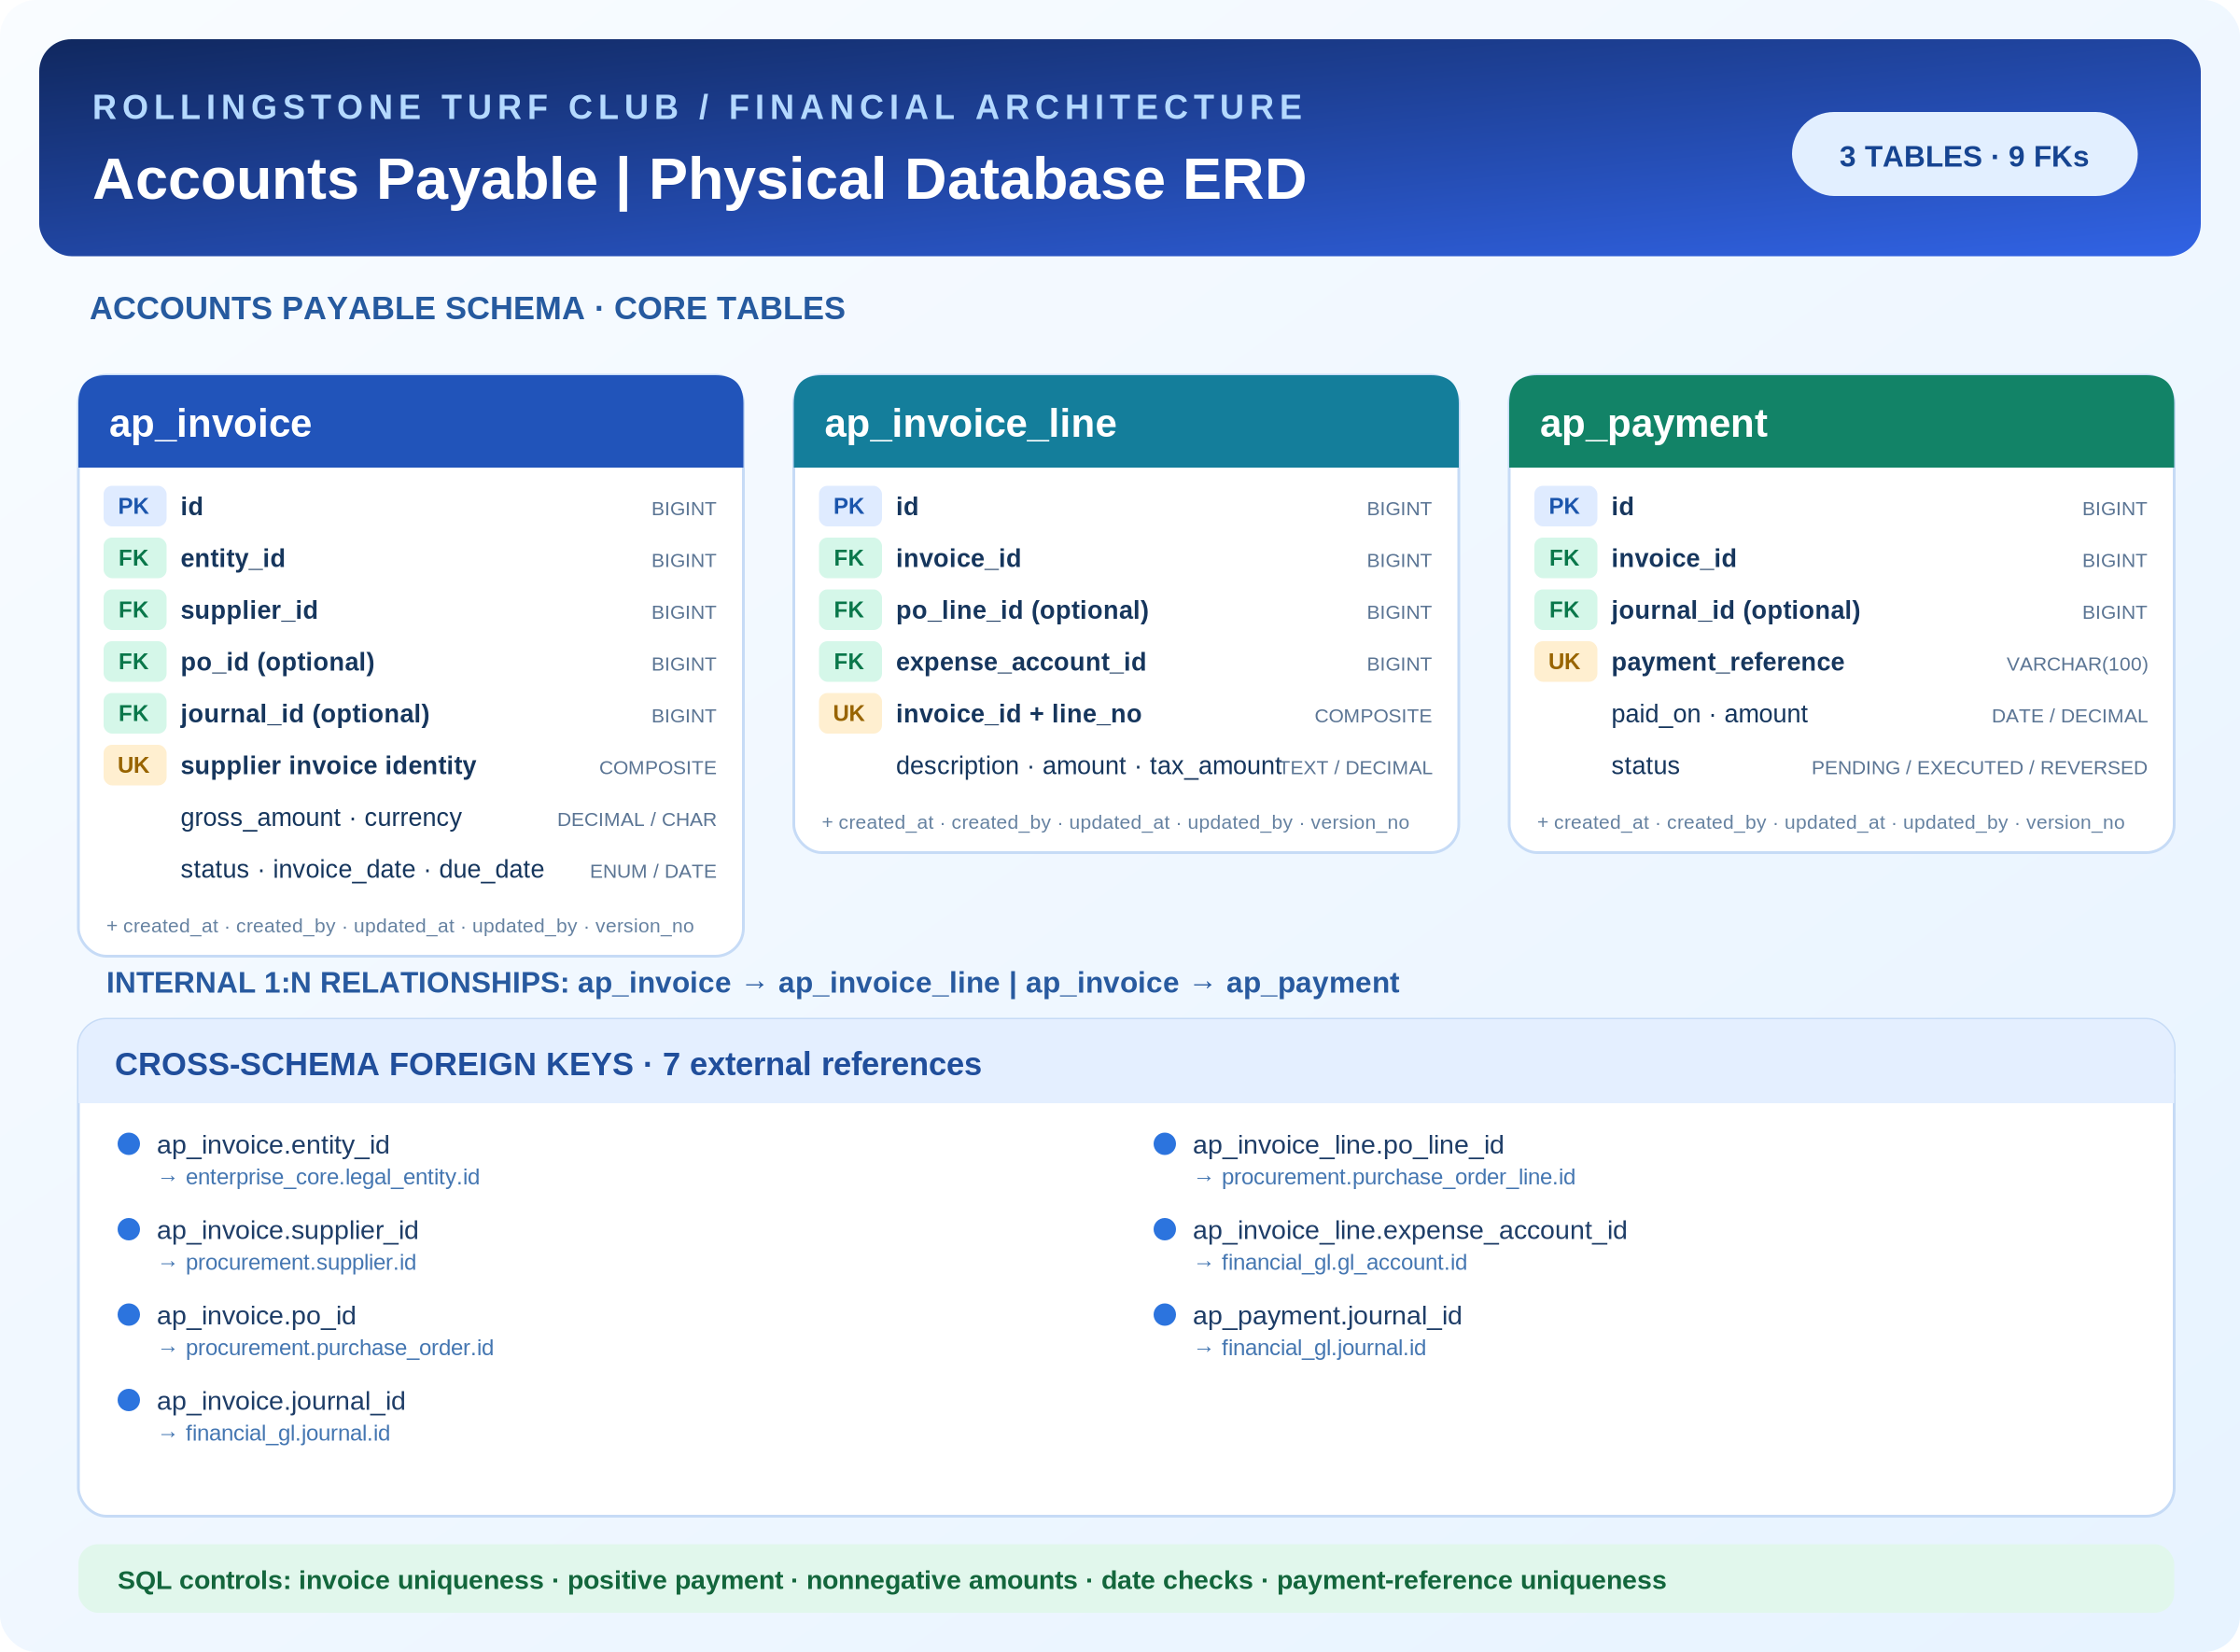 ROLLINGSTONE TURF CLUB / FINANCIAL ARCHITECTURE
Accounts Payable | Physical Database ERD
3 TABLES · 9 FKs
ACCOUNTS PAYABLE SCHEMA · CORE TABLES
ap_invoice
PK id BIGINT
FK entity_id BIGINT
FK supplier_id BIGINT
FK po_id (optional) BIGINT
FK journal_id (optional) BIGINT
UK supplier invoice identity COMPOSITE
gross_amount · currency DECIMAL / CHAR
status · invoice_date · due_date ENUM / DATE
+ created_at · created_by · updated_at · updated_by · version_no
ap_invoice_line
PK id BIGINT
FK invoice_id BIGINT
FK po_line_id (optional) BIGINT
FK expense_account_id BIGINT
UK invoice_id + line_no COMPOSITE
description · amount · tax_amount TEXT / DECIMAL
+ created_at · created_by · updated_at · updated_by · version_no
ap_payment
PK id BIGINT
FK invoice_id BIGINT
FK journal_id (optional) BIGINT
UK payment_reference VARCHAR(100)
paid_on · amount DATE / DECIMAL
status PENDING / EXECUTED / REVERSED
+ created_at · created_by · updated_at · updated_by · version_no
INTERNAL 1:N RELATIONSHIPS: ap_invoice → ap_invoice_line | ap_invoice → ap_payment
CROSS-SCHEMA FOREIGN KEYS · 7 external references
ap_invoice.entity_id
→ enterprise_core.legal_entity.id
ap_invoice.supplier_id
→ procurement.supplier.id
ap_invoice.po_id
→ procurement.purchase_order.id
ap_invoice.journal_id
→ financial_gl.journal.id
ap_invoice_line.po_line_id
→ procurement.purchase_order_line.id
ap_invoice_line.expense_account_id
→ financial_gl.gl_account.id
ap_payment.journal_id
→ financial_gl.journal.id
SQL controls: invoice uniqueness · positive payment · nonnegative amounts · date checks · payment-reference uniqueness